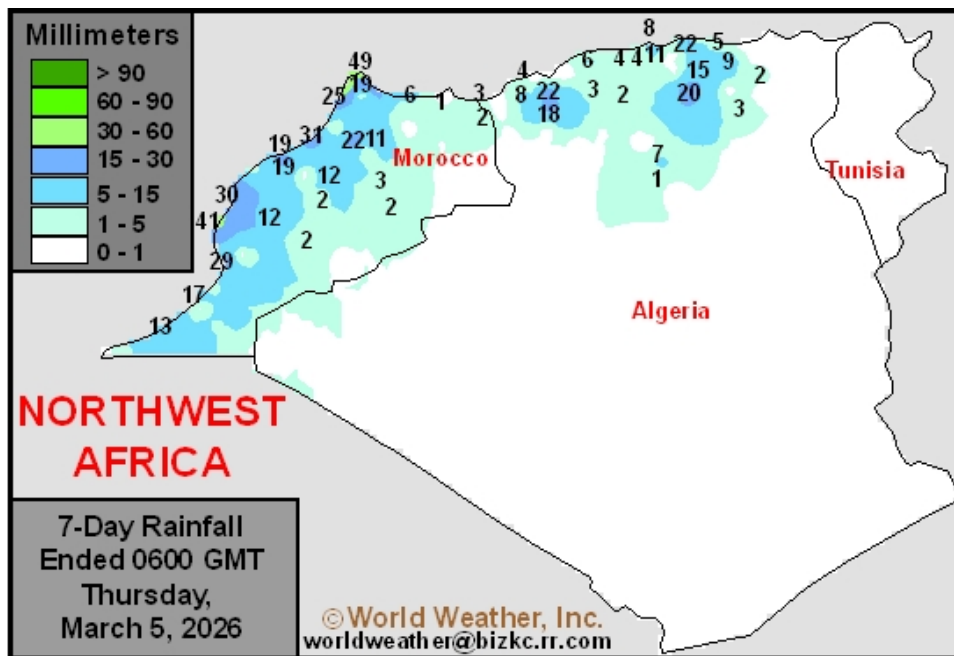 Millimeters
> 90
60 - 90
30 - 60
15 - 30
5 - 15
1 - 5
0 - 1
8
49
4
6
4
4
11
22
5
9
15
2
25
19
6
1
3
2
8
22
18
3
2
20
3
19
31
22
11
19
Morocco
7
1
Tunisia
12
3
30
2
2
41
12
2
29
17
13
Algeria
NORTHWEST
AFRICA
7-Day Rainfall
Ended 0600 GMT
Thursday,
March 5, 2026
©World Weather, Inc.
worldweather@bizkc.rr.com